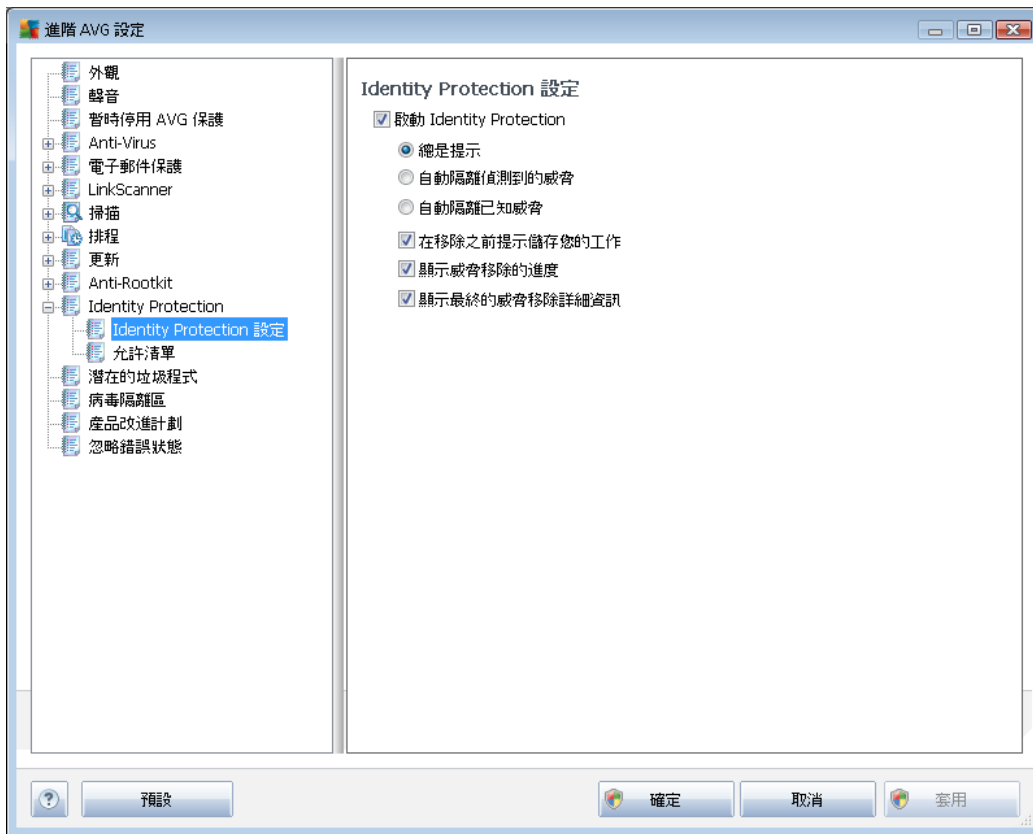 進階 AVG 設定
外觀
聲音
暫時停用 AVG 保護
Anti-Virus
電子郵件保護
LinkScanner
掃描
排程
更新
Anti-Rootkit
Identity Protection
Identity Protection 設定
允許清單
潛在的垃圾程式
病毒隔離區
產品改進計劃
忽略錯誤狀態
Identity Protection 設定
啟動 Identity Protection
總是提示
自動隔離偵測到的威脅
自動隔離已知威脅
在移除之前提示儲存您的工作
顯示威脅移除的進度
顯示最終的威脅移除詳細資訊
?
預設
確定
取消
套用